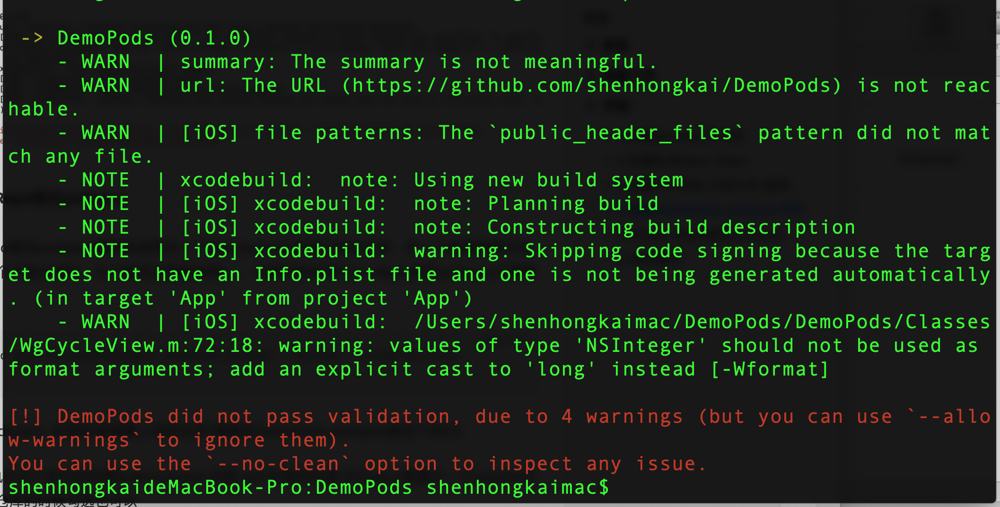 -> DemoPods (0.1.0)
- WARN | summary: The summary is not meaningful.
- WARN | url: The URL (https://github.com/shenhongkai/DemoPods) is not reac
hable.
- WARN | [iOS] file patterns: The `public_header_files` pattern did not mat
ch any file.
- NOTE | xcodebuild:  note: Using new build system
- NOTE | [iOS] xcodebuild:  note: Planning build
- NOTE | [iOS] xcodebuild:  note: Constructing build description
- NOTE | [iOS] xcodebuild:  warning: Skipping code signing because the targ
et does not have an Info.plist file and one is not being generated automatically
. (in target 'App' from project 'App')
- WARN | [iOS] xcodebuild:  /Users/shenhongkaimac/DemoPods/DemoPods/Classes
/WgCycleView.m:72:18: warning: values of type 'NSInteger' should not be used as
format arguments; add an explicit cast to 'long' instead [-Wformat]
[!] DemoPods did not pass validation, due to 4 warnings (but you can use `--allo
w-warnings` to ignore them).
You can use the `--no-clean` option to inspect any issue.
shenhongkaideMacBook-Pro:DemoPods shenhongkaimac$